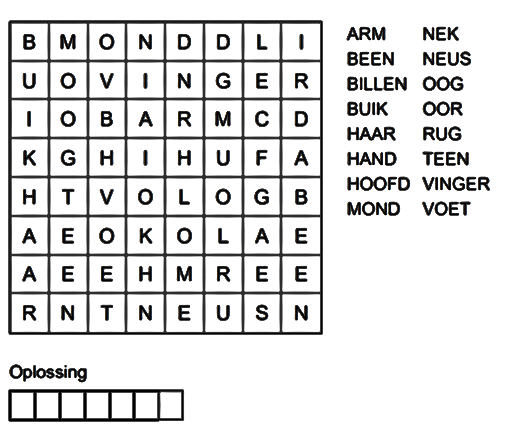 B M O N D D L I
U O V I N G E R
I O B A R M C D
K G H I H U F A
H T V O L O G B
A E O K O L A E
A E E H M R E E
R N T N E U S N
ARM NEK
BEEN NEUS
BILLEN OOG
BUIK OOR
HAAR RUG
HAND TEEN
HOOFD VINGER
MOND VOET
Oplossing